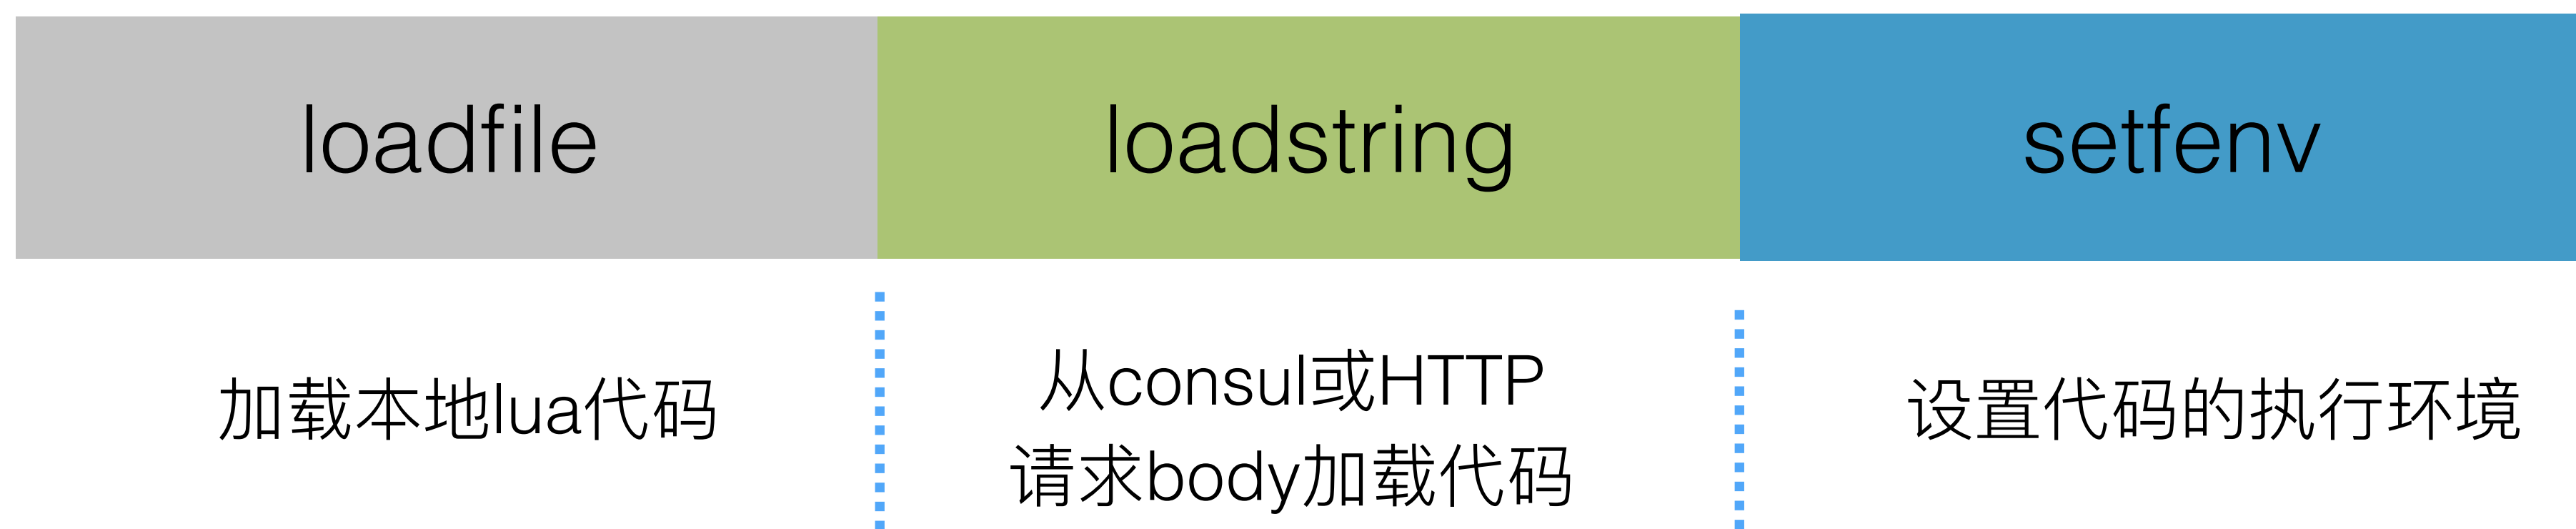 loadfile
loadstring
setfenv
加载本地lua代码
从consul或HTTP
请求body加载代码
设置代码的执行环境